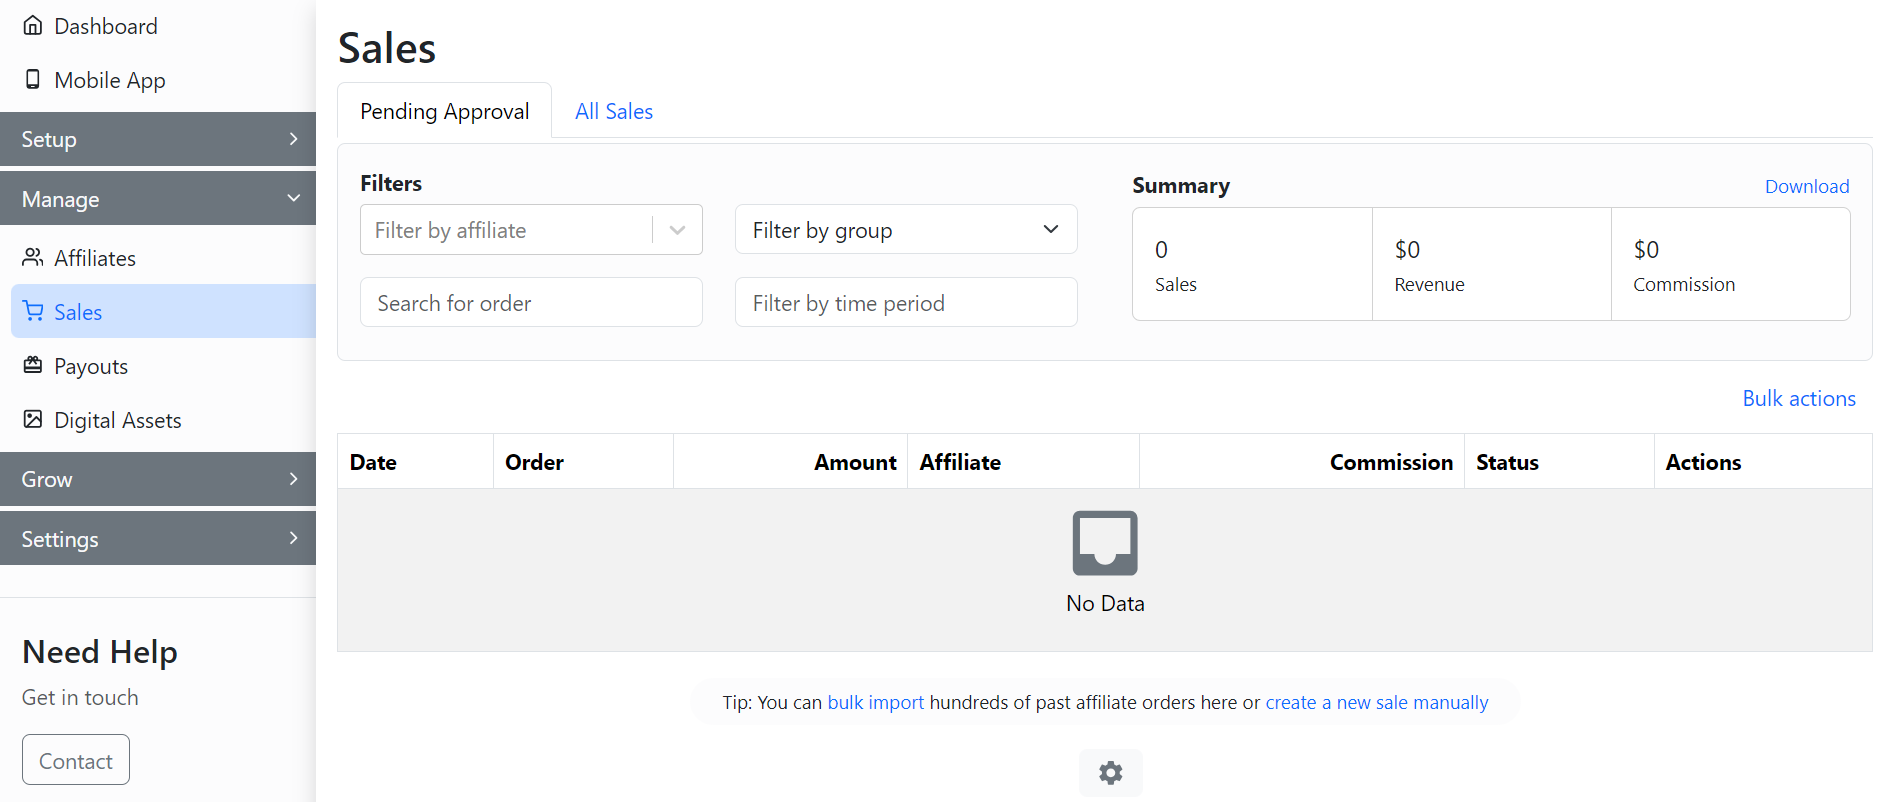 Dashboard
Mobile App
Setup
Manage
Affiliates
Sales
Payouts
Digital Assets
Grow
Settings
Need Help
Get in touch
Contact
Sales
Pending Approval
All Sales
Filters
Filter by affiliate
Filter by group
Search for order
Filter by time period
Summary
Download
0
Sales
$0
Revenue
$0
Commission
Bulk actions
Date Order Amount Affiliate Commission Status Actions
No Data
Tip: You can bulk import hundreds of past affiliate orders here or create a new sale manually